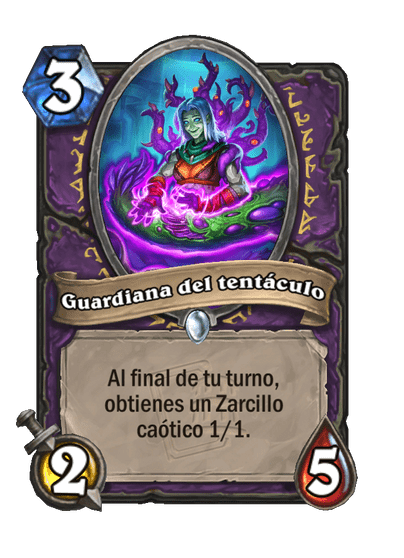 3
Guardiana del tentáculo
Al final de tu turno,
obtienes un Zarcillo
caótico 1/1.
2
5